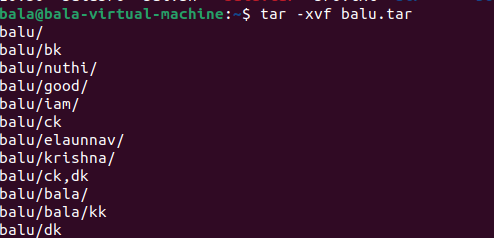 bala@bala-virtual-machine:~$ tar -xvf balu.tar
balu/
balu/bk
balu/nuthi/
balu/good/
balu/iam/
balu/ck
balu/elaunnav/
balu/krishna/
balu/ck,dk
balu/bala/
balu/bala/kk
balu/dk